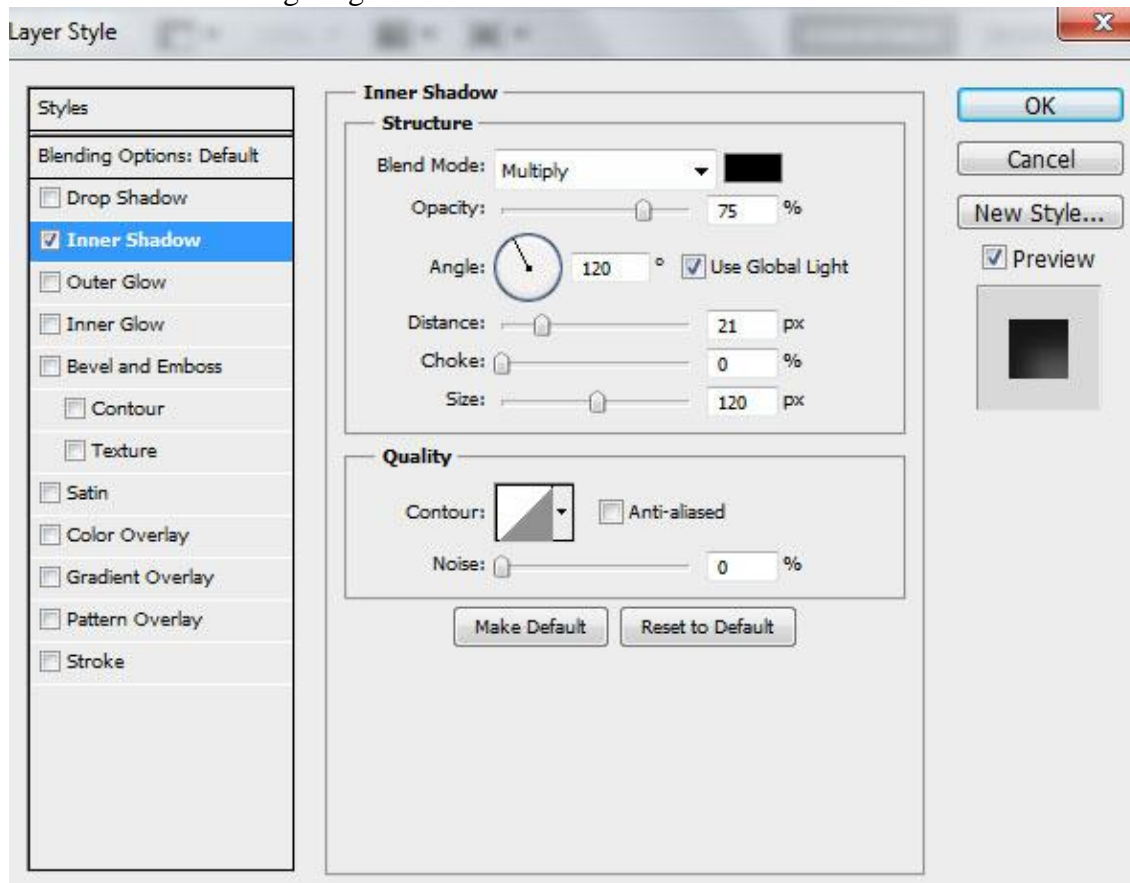 Layer Style
Styles
Blending Options: Default
Drop Shadow
Inner Shadow
Outer Glow
Inner Glow
Bevel and Emboss
Contour
Texture
Satin
Color Overlay
Gradient Overlay
Pattern Overlay
Stroke
Inner Shadow
Structure
Blend Mode: Multiply
Opacity: 75 %
Angle: 120 ° Use Global Light
Distance: 21 px
Choke: 0 %
Size: 120 px
Quality
Contour: Anti-aliased
Noise: 0 %
Make Default Reset to Default
OK
Cancel
New Style...
Preview